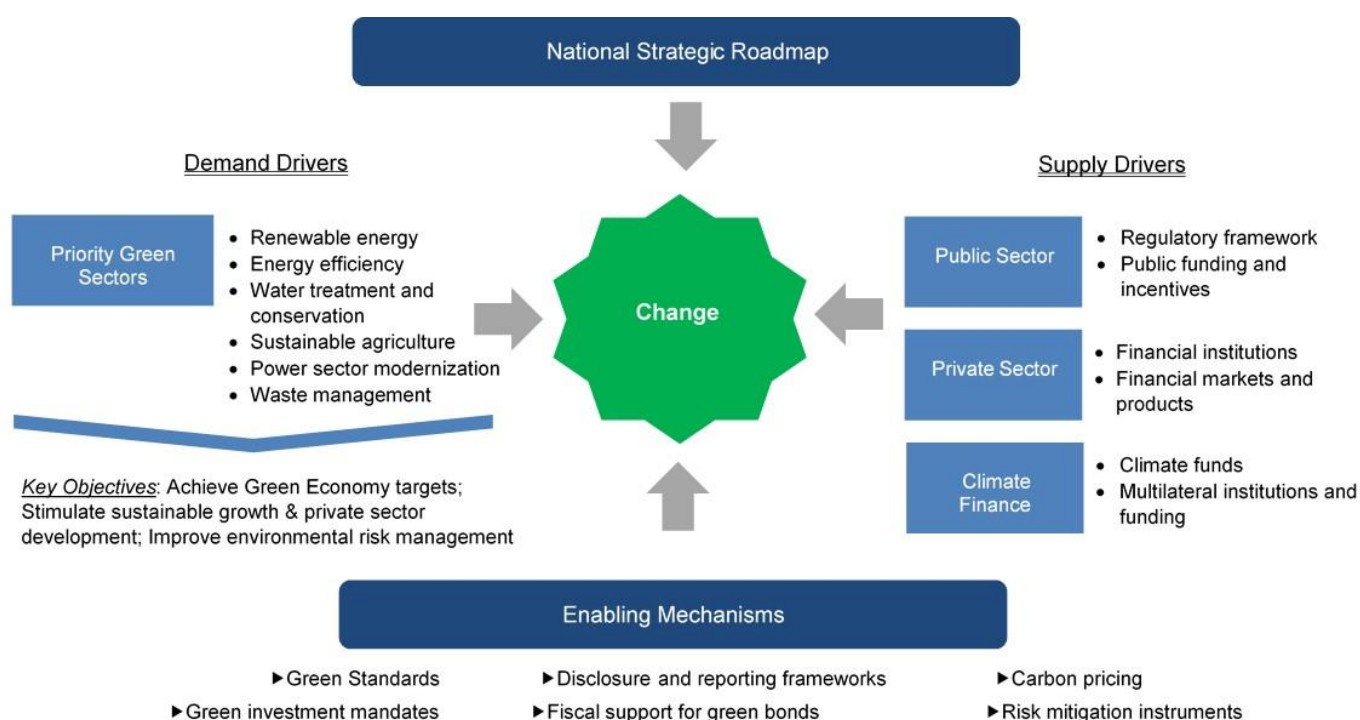 National Strategic Roadmap
Demand Drivers
Priority Green
Sectors
• Renewable energy
• Energy efficiency
• Water treatment and
conservation
• Sustainable agriculture
• Power sector modernization
• Waste management
Key Objectives: Achieve Green Economy targets;
Stimulate sustainable growth & private sector
development; Improve environmental risk management
Change
Supply Drivers
Public Sector
• Regulatory framework
• Public funding and
incentives
Private Sector
• Financial institutions
• Financial markets and
products
Climate
Finance
• Climate funds
• Multilateral institutions and
funding
Enabling Mechanisms
▶Green Standards
▶Disclosure and reporting frameworks
▶Carbon pricing
▶Green investment mandates
▶Fiscal support for green bonds
▶Risk mitigation instruments